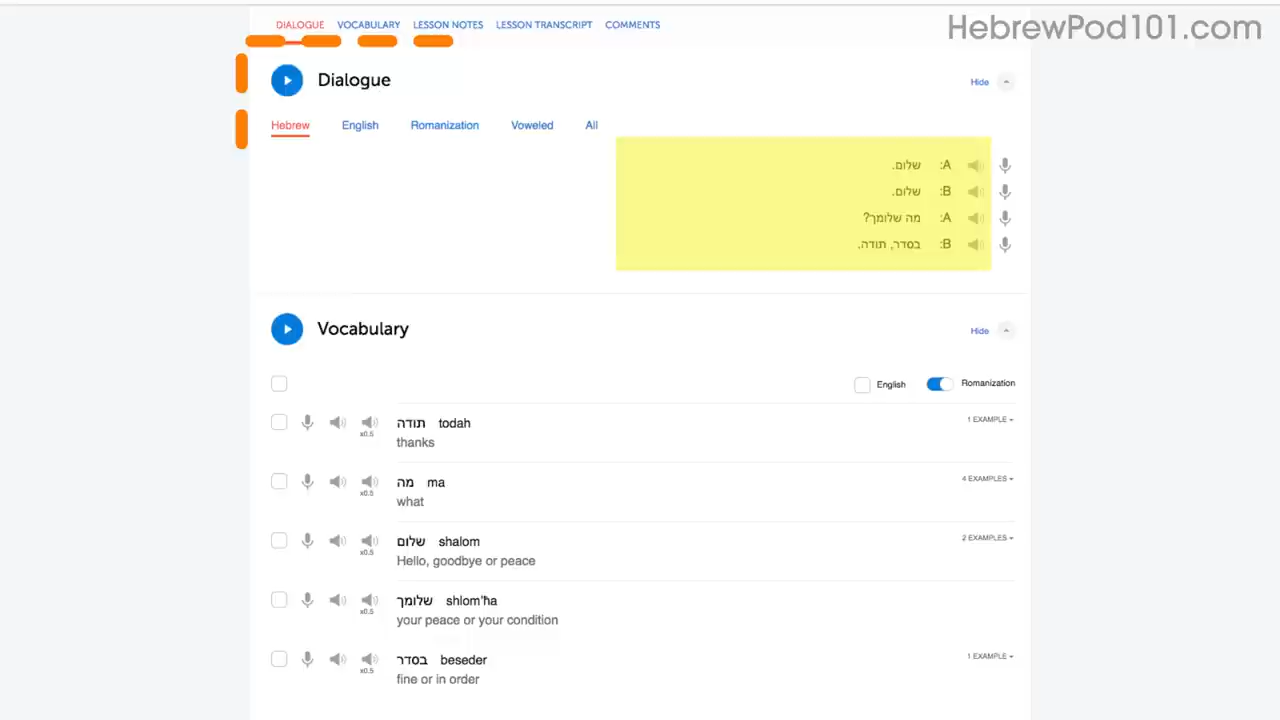 DIALOGUE VOCABULARY LESSON NOTES LESSON TRANSCRIPT COMMENTS
HebrewPod101.com
Dialogue
Hide
Hebrew English Romanization Voweled All
A: שלום.
B: שלום.
A: מה שלומך?
B: בסדר, תודה.
Vocabulary
Hide
English Romanization
תודה todah
1 EXAMPLE
x0.5
thanks
מה ma
4 EXAMPLES
x0.5
what
שלום shalom
2 EXAMPLES
x0.5
Hello, goodbye or peace
שלומך shlom'ħa
x0.5
your peace or your condition
בסדר beseder
1 EXAMPLE
x0.5
fine or in order